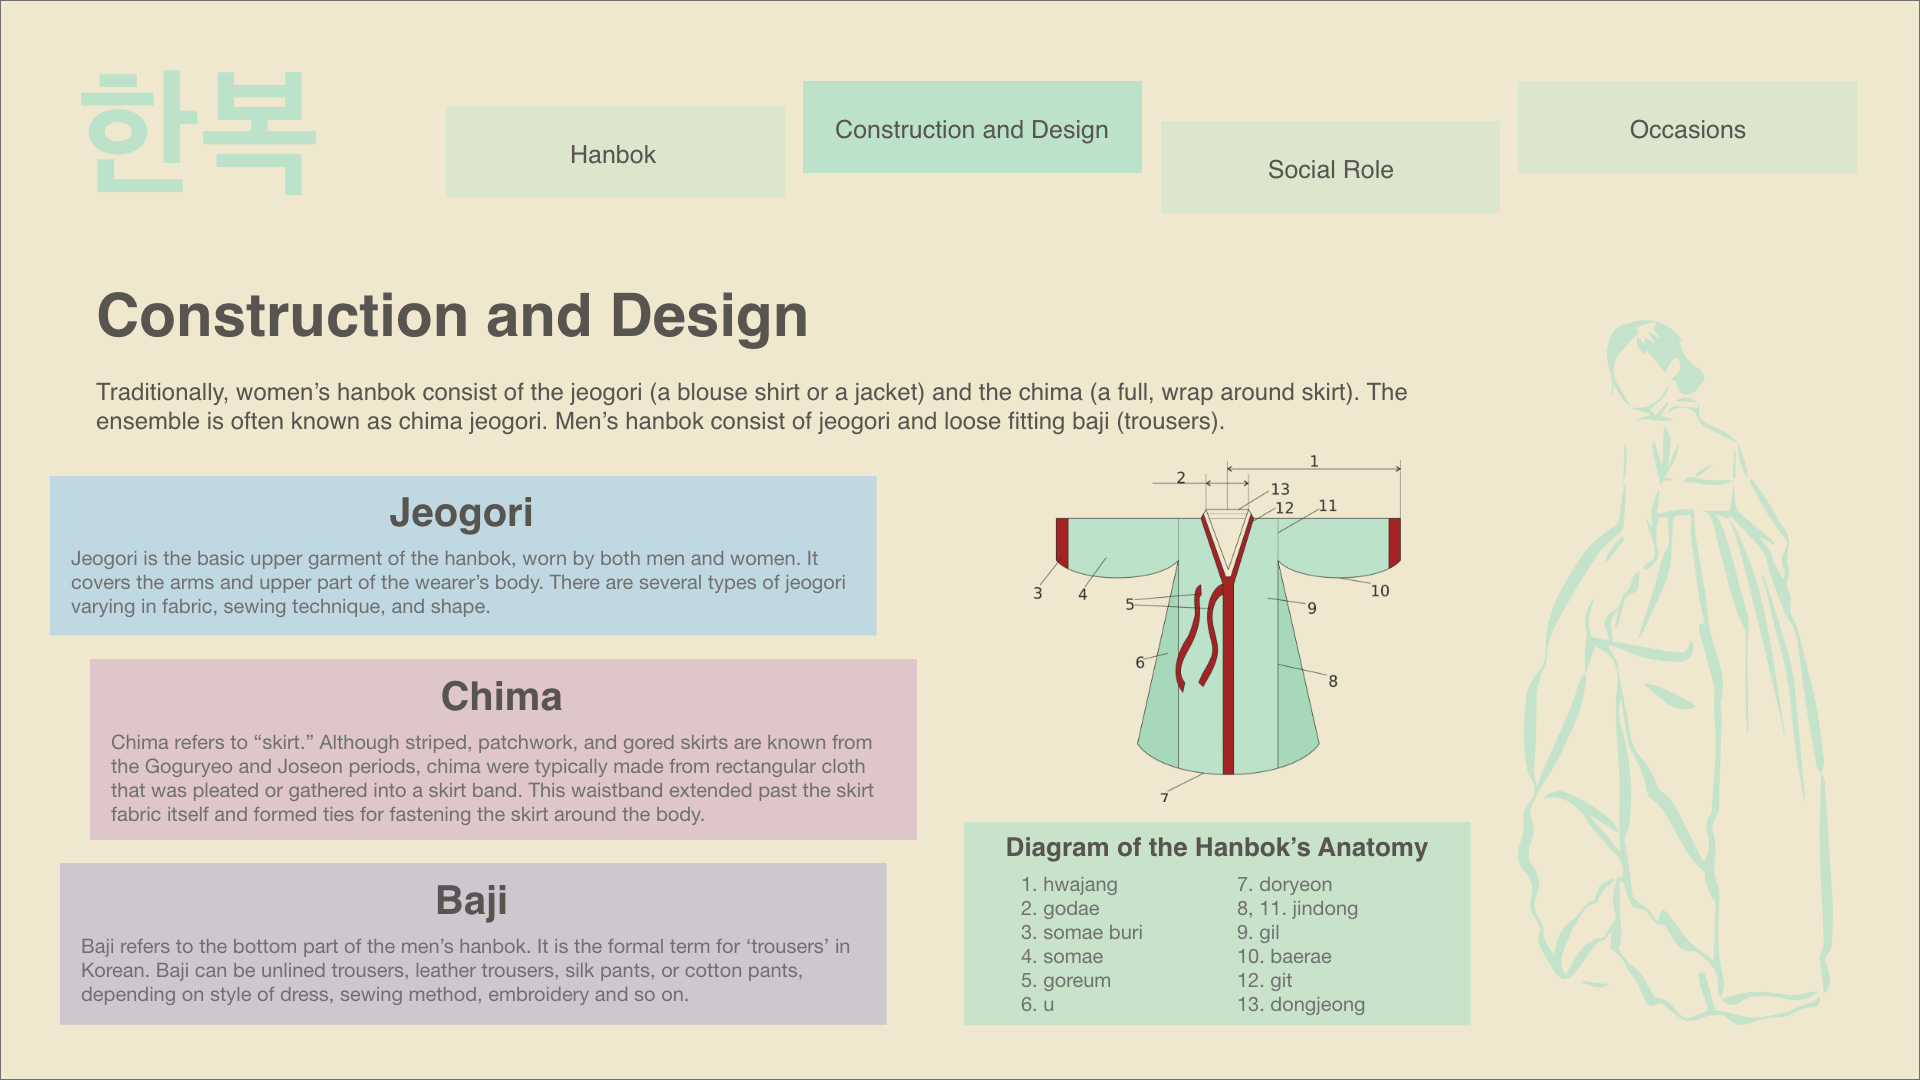 한복
Hanbok
Construction and Design
Social Role
Occasions
Construction and Design
Traditionally, women’s hanbok consist of the jeogori (a blouse shirt or a jacket) and the chima (a full, wrap around skirt). The
ensemble is often known as chima jeogori. Men’s hanbok consist of jeogori and loose fitting baji (trousers).
Jeogori
Jeogori is the basic upper garment of the hanbok, worn by both men and women. It
covers the arms and upper part of the wearer’s body. There are several types of jeogori
varying in fabric, sewing technique, and shape.
Chima
Chima refers to “skirt.” Although striped, patchwork, and gored skirts are known from
the Goguryeo and Joseon periods, chima were typically made from rectangular cloth
that was pleated or gathered into a skirt band. This waistband extended past the skirt
fabric itself and formed ties for fastening the skirt around the body.
Baji
Baji refers to the bottom part of the men’s hanbok. It is the formal term for ‘trousers’ in
Korean. Baji can be unlined trousers, leather trousers, silk pants, or cotton pants,
depending on style of dress, sewing method, embroidery and so on.
1
2
13
12
11
3
4
5
10
9
6
8
7
Diagram of the Hanbok’s Anatomy
1. hwajang
2. godae
3. somae buri
4. somae
5. goreum
6. u
7. doryeon
8, 11. jindong
9. gil
10. baerae
12. git
13. dongjeong